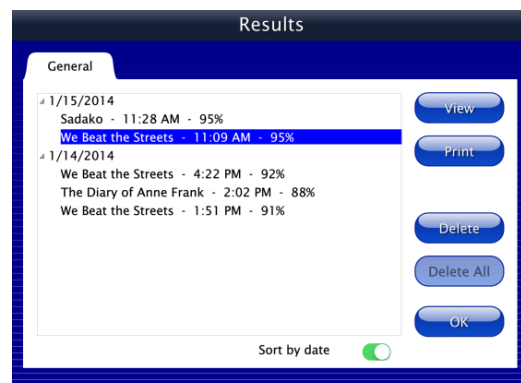 Results
General
1/15/2014
Sadako - 11:28 AM - 95%
We Beat the Streets - 11:09 AM - 95%
1/14/2014
We Beat the Streets - 4:22 PM - 92%
The Diary of Anne Frank - 2:02 PM - 88%
We Beat the Streets - 1:51 PM - 91%
View
Print
Delete
Delete All
OK
Sort by date